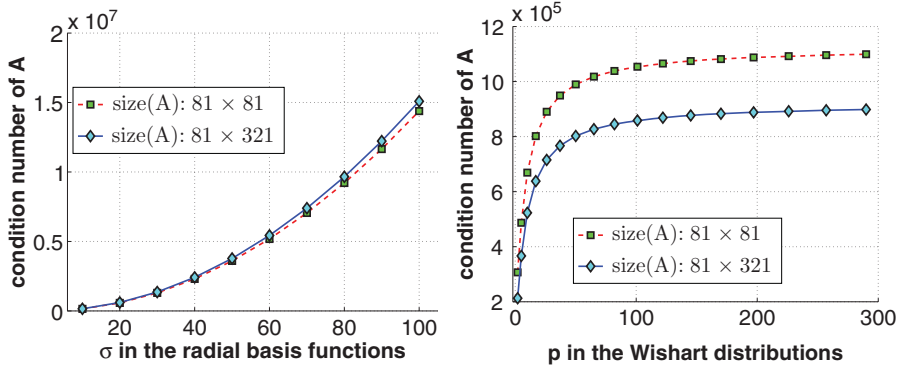 x 10^7
2
1.5
1
0.5
0
condition number of A
size(A): 81 × 81
size(A): 81 × 321
20
40
60
80
100
σ in the radial basis functions
x 10^5
12
10
8
6
4
2
condition number of A
size(A): 81 × 81
size(A): 81 × 321
0
100
200
300
p in the Wishart distributions